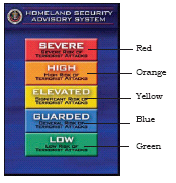 HOMELAND SECURITY
ADVISORY SYSTEM
SEVERE
SEVERE RISK OF
TERRORIST ATTACKS
Red
HIGH
HIGH RISK OF
TERRORIST ATTACKS
Orange
ELEVATED
SIGNIFICANT RISK OF
TERRORIST ATTACKS
Yellow
GUARDED
GENERAL RISK OF
TERRORIST ATTACKS
Blue
LOW
LOW RISK OF
TERRORIST ATTACKS
Green